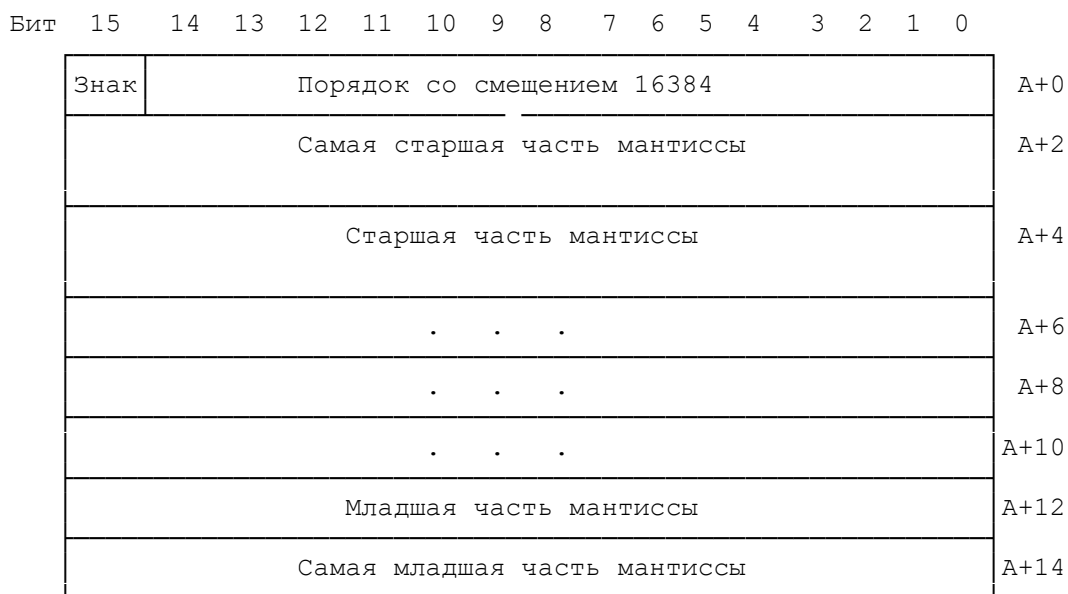 Бит 15 14 13 12 11 10 9 8 7 6 5 4 3 2 1 0
Знак Порядок со смещением 16384 A+0
Самая старшая часть мантиссы A+2
Старшая часть мантиссы A+4
. . . A+6
. . . A+8
. . . A+10
Младшая часть мантиссы A+12
Самая младшая часть мантиссы A+14